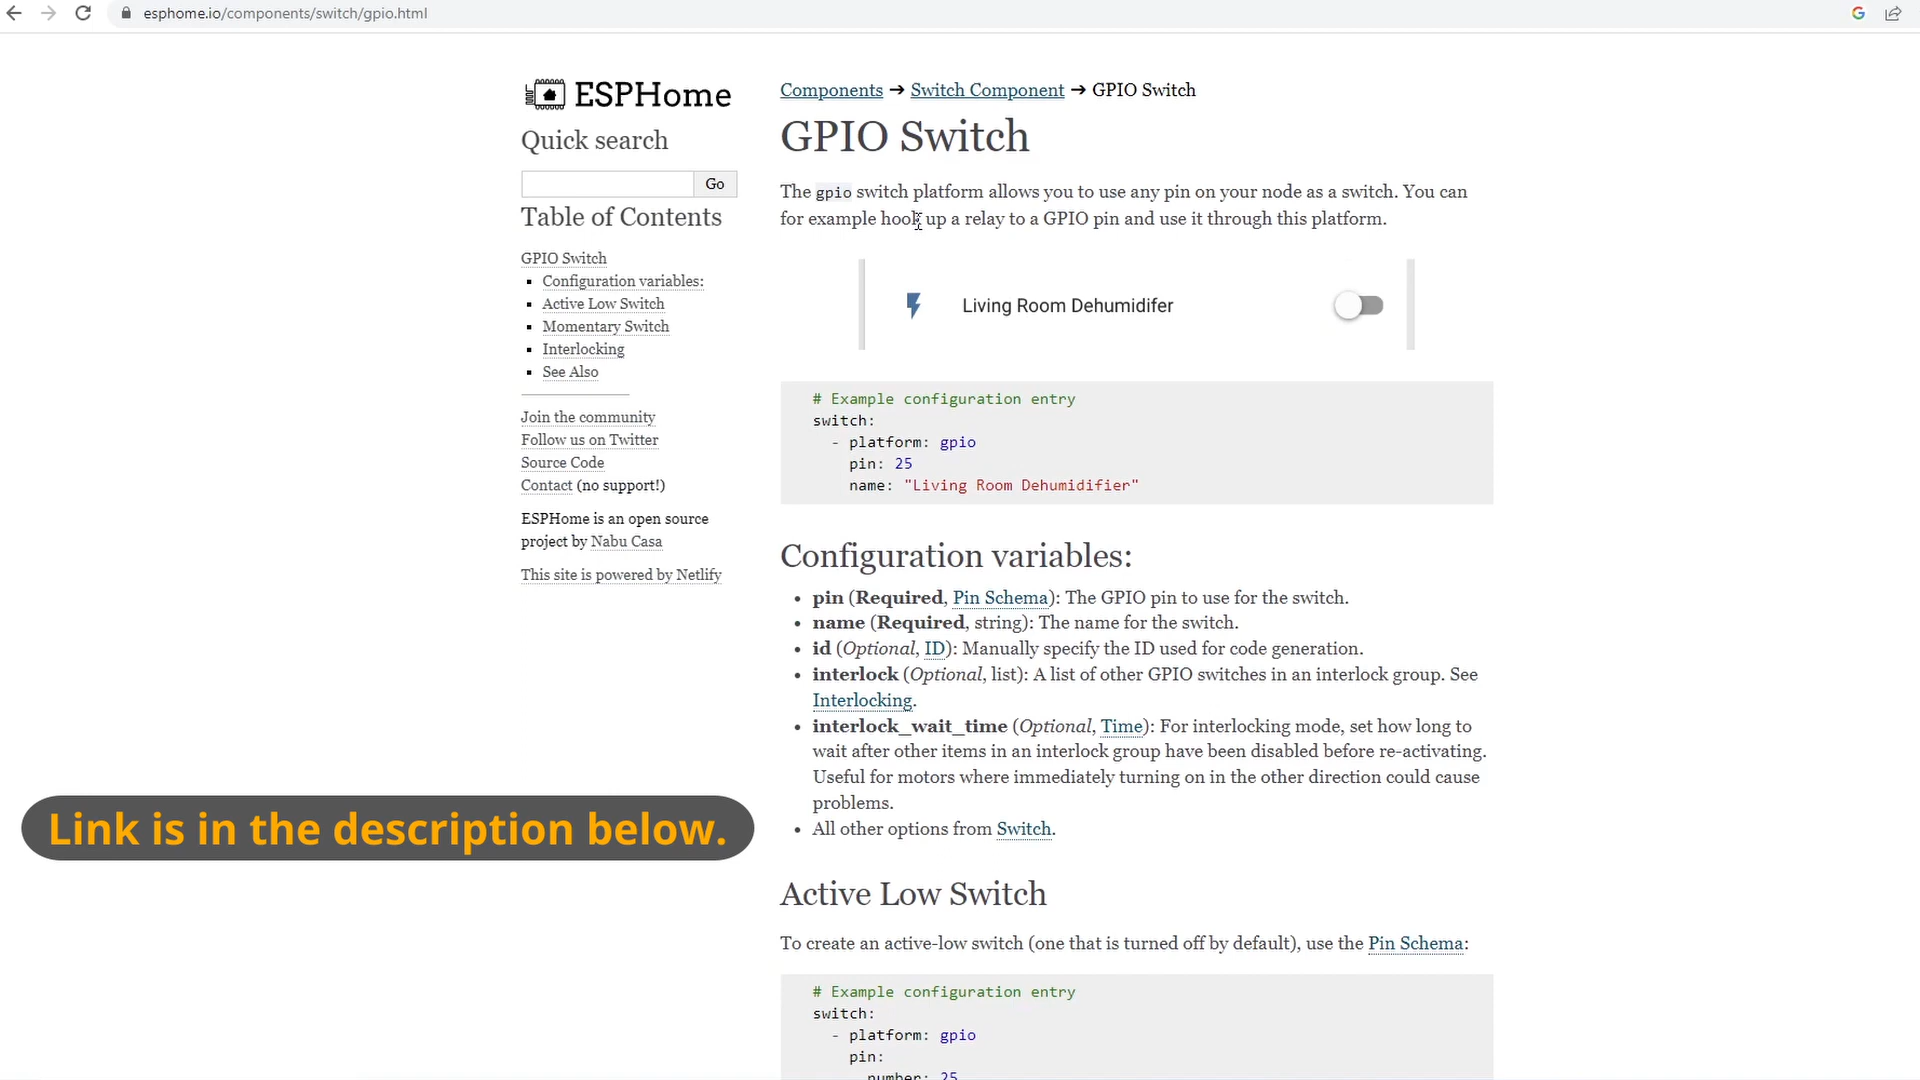 esphome.io/components/switch/gpio.html
ESPHome
Quick search
Go
Table of Contents
GPIO Switch
Configuration variables:
Active Low Switch
Momentary Switch
Interlocking
See Also
Join the community
Follow us on Twitter
Source Code
Contact (no support!)
ESPHome is an open source
project by Nabu Casa
This site is powered by Netlify
Components → Switch Component → GPIO Switch
GPIO Switch
The gpio switch platform allows you to use any pin on your node as a switch. You can
for example hook up a relay to a GPIO pin and use it through this platform.
Living Room Dehumidifer
# Example configuration entry
switch:
- platform: gpio
pin: 25
name: "Living Room Dehumidifier"
Configuration variables:
• pin (Required, Pin Schema): The GPIO pin to use for the switch.
• name (Required, string): The name for the switch.
• id (Optional, ID): Manually specify the ID used for code generation.
• interlock (Optional, list): A list of other GPIO switches in an interlock group. See
Interlocking.
• interlock_wait_time (Optional, Time): For interlocking mode, set how long to
wait after other items in an interlock group have been disabled before re-activating.
Useful for motors where immediately turning on in the other direction could cause
problems.
• All other options from Switch.
Active Low Switch
To create an active-low switch (one that is turned off by default), use the Pin Schema:
# Example configuration entry
switch:
- platform: gpio
pin:
number: 25
Link is in the description below.